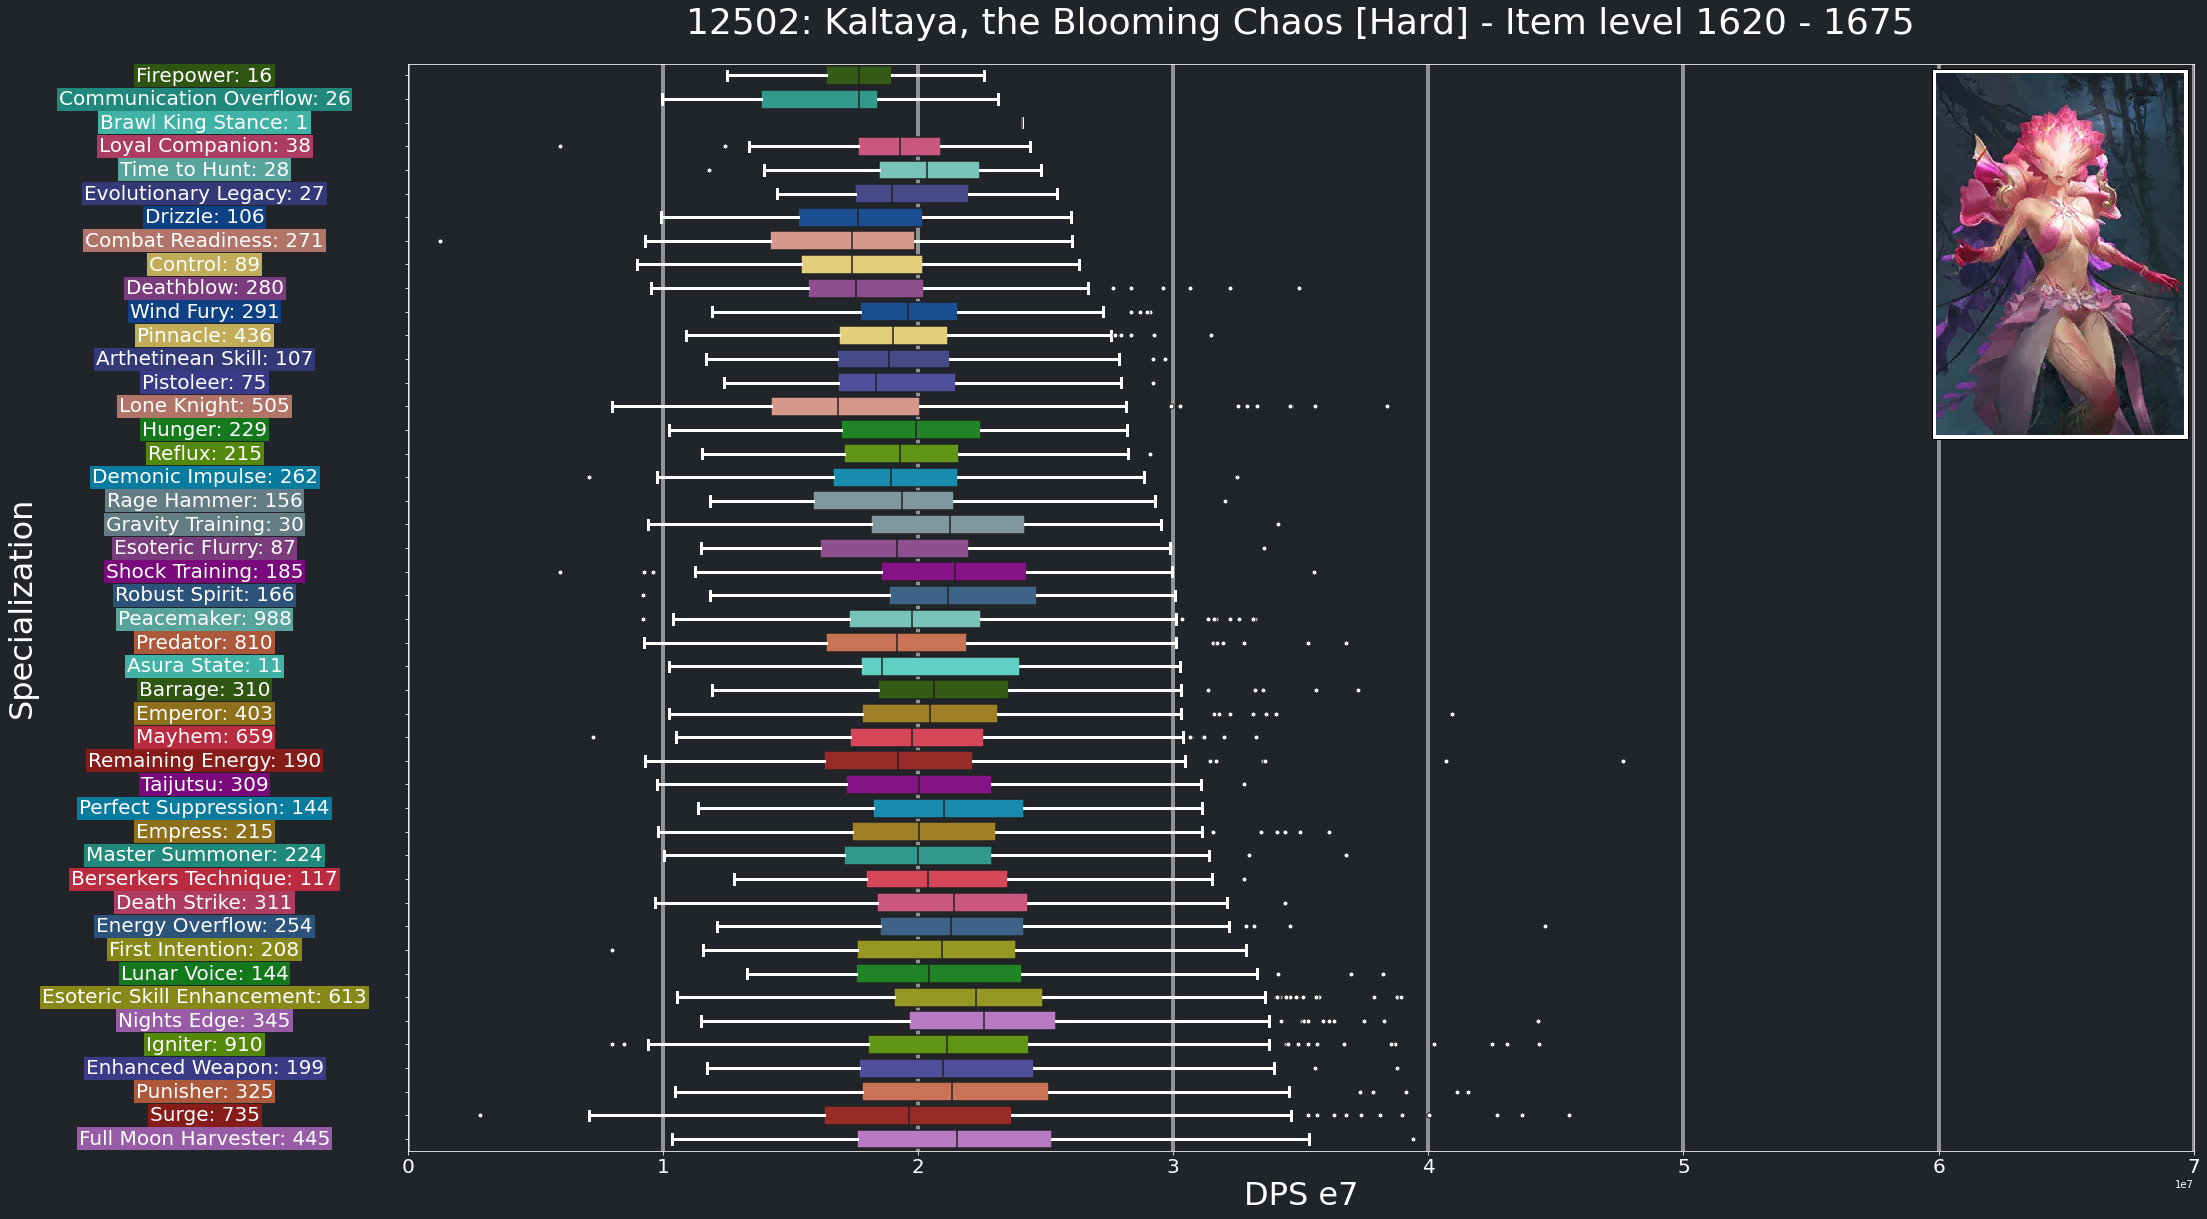 12502: Kaltaya, the Blooming Chaos [Hard] - Item level 1620 - 1675
Specialization
Firepower: 16
Communication Overflow: 26
Brawl King Stance: 1
Loyal Companion: 38
Time to Hunt: 28
Evolutionary Legacy: 27
Drizzle: 106
Combat Readiness: 271
Control: 89
Deathblow: 280
Wind Fury: 291
Pinnacle: 436
Arthetinean Skill: 107
Pistoleer: 75
Lone Knight: 505
Hunger: 229
Reflux: 215
Demonic Impulse: 262
Rage Hammer: 156
Gravity Training: 30
Esoteric Flurry: 87
Shock Training: 185
Robust Spirit: 166
Peacemaker: 988
Predator: 810
Asura State: 11
Barrage: 310
Emperor: 403
Mayhem: 659
Remaining Energy: 190
Taijutsu: 309
Perfect Suppression: 144
Empress: 215
Master Summoner: 224
Berserkers Technique: 117
Death Strike: 311
Energy Overflow: 254
First Intention: 208
Lunar Voice: 144
Esoteric Skill Enhancement: 613
Nights Edge: 345
Igniter: 910
Enhanced Weapon: 199
Punisher: 325
Surge: 735
Full Moon Harvester: 445
0 1 2 3 4 5 6 7
1e7
DPS e7